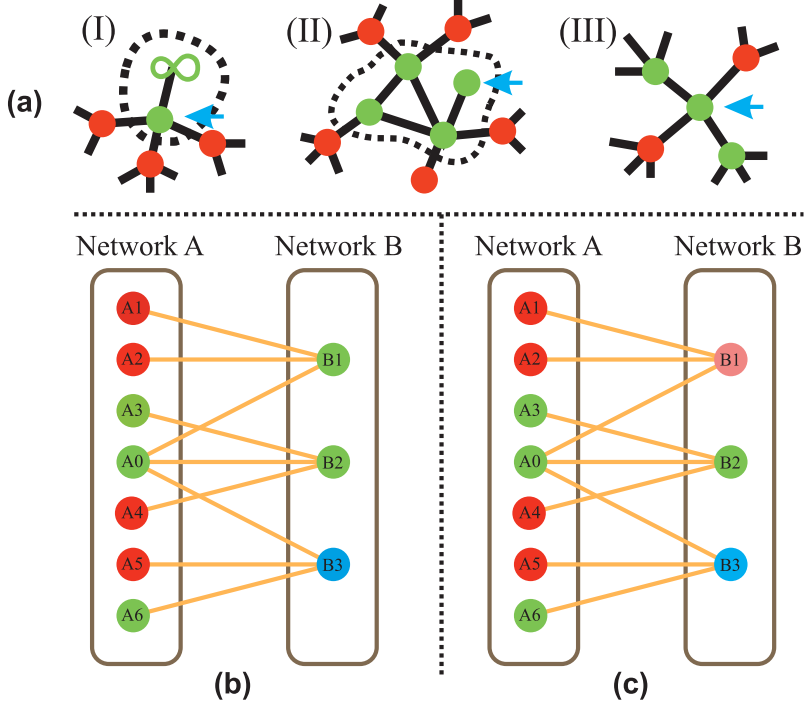 (I) (II) (III)
(a)
Network A Network B Network A Network B
A1 A1
A2 B1 A2 B1
A3 A3
A0 B2 A0 B2
A4 A4
A5 B3 A5 B3
A6 A6
(b) (c)